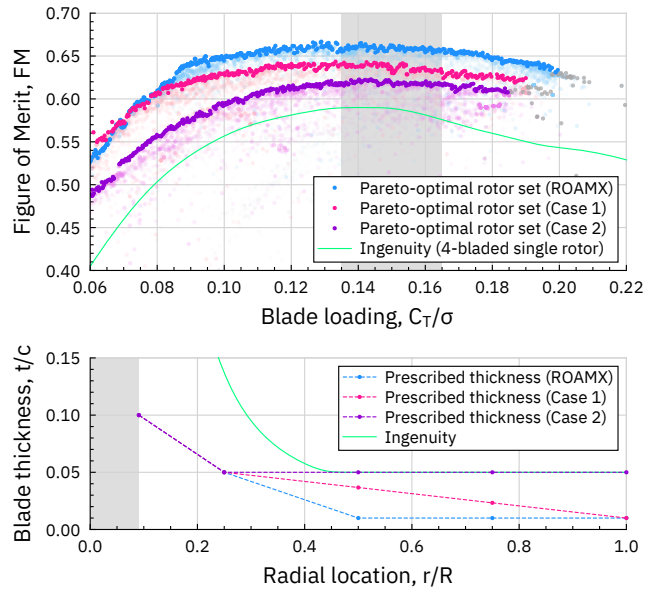 Figure of Merit, FM
0.70
0.65
0.60
0.55
0.50
0.45
0.40
Pareto-optimal rotor set (ROAMX)
Pareto-optimal rotor set (Case 1)
Pareto-optimal rotor set (Case 2)
Ingenuity (4-bladed single rotor)
0.06 0.08 0.10 0.12 0.14 0.16 0.18 0.20 0.22
Blade loading, C_T/σ
Blade thickness, t/c
0.15
0.10
0.05
0.00
Prescribed thickness (ROAMX)
Prescribed thickness (Case 1)
Prescribed thickness (Case 2)
Ingenuity
0.0 0.2 0.4 0.6 0.8 1.0
Radial location, r/R